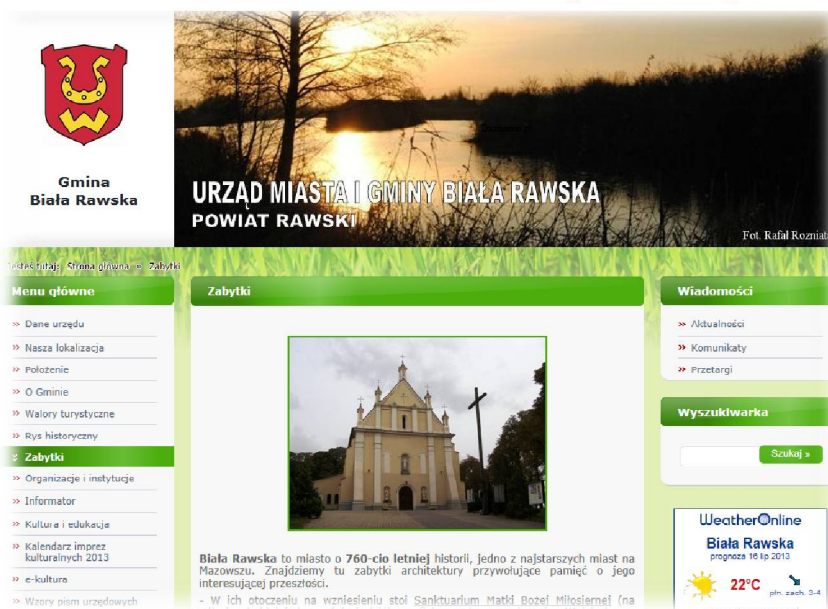 Gmina
Biała Rawska
URZĄD MIASTA I GMINY BIAŁA RAWSKA
POWIAT RAWSKI
Fot. Rafał Rozniat
Jesteś tutaj: Strona główna » Zabytki
Menu główne
» Dane urzędu
» Nasza lokalizacja
» Położenie
» O Gminie
» Walory turystyczne
» Rys historyczny
Zabytki
» Organizacje i instytucje
» Informator
» Kultura i edukacja
» Kalendarz imprez
kulturalnych 2013
» e-kultura
» Wzory pism urzędowych
Zabytki
Biała Rawska to miasto o 760-cio letniej historii, jedno z najstarszych miast na
Mazowszu. Znajdziemy tu zabytki architektury przywołujące pamięć o jego
interesującej przeszłości.
- W ich otoczeniu na wzniesieniu stoi Sanktuarium Matki Bożej Miłosiernej (na
Wiadomości
» Aktualności
» Komunikaty
» Przetargi
Wyszukiwarka
Szukaj »
WeatherOnline
Biała Rawska
prognoza 16 lip 2013
22°C
płn. zach. 3-4